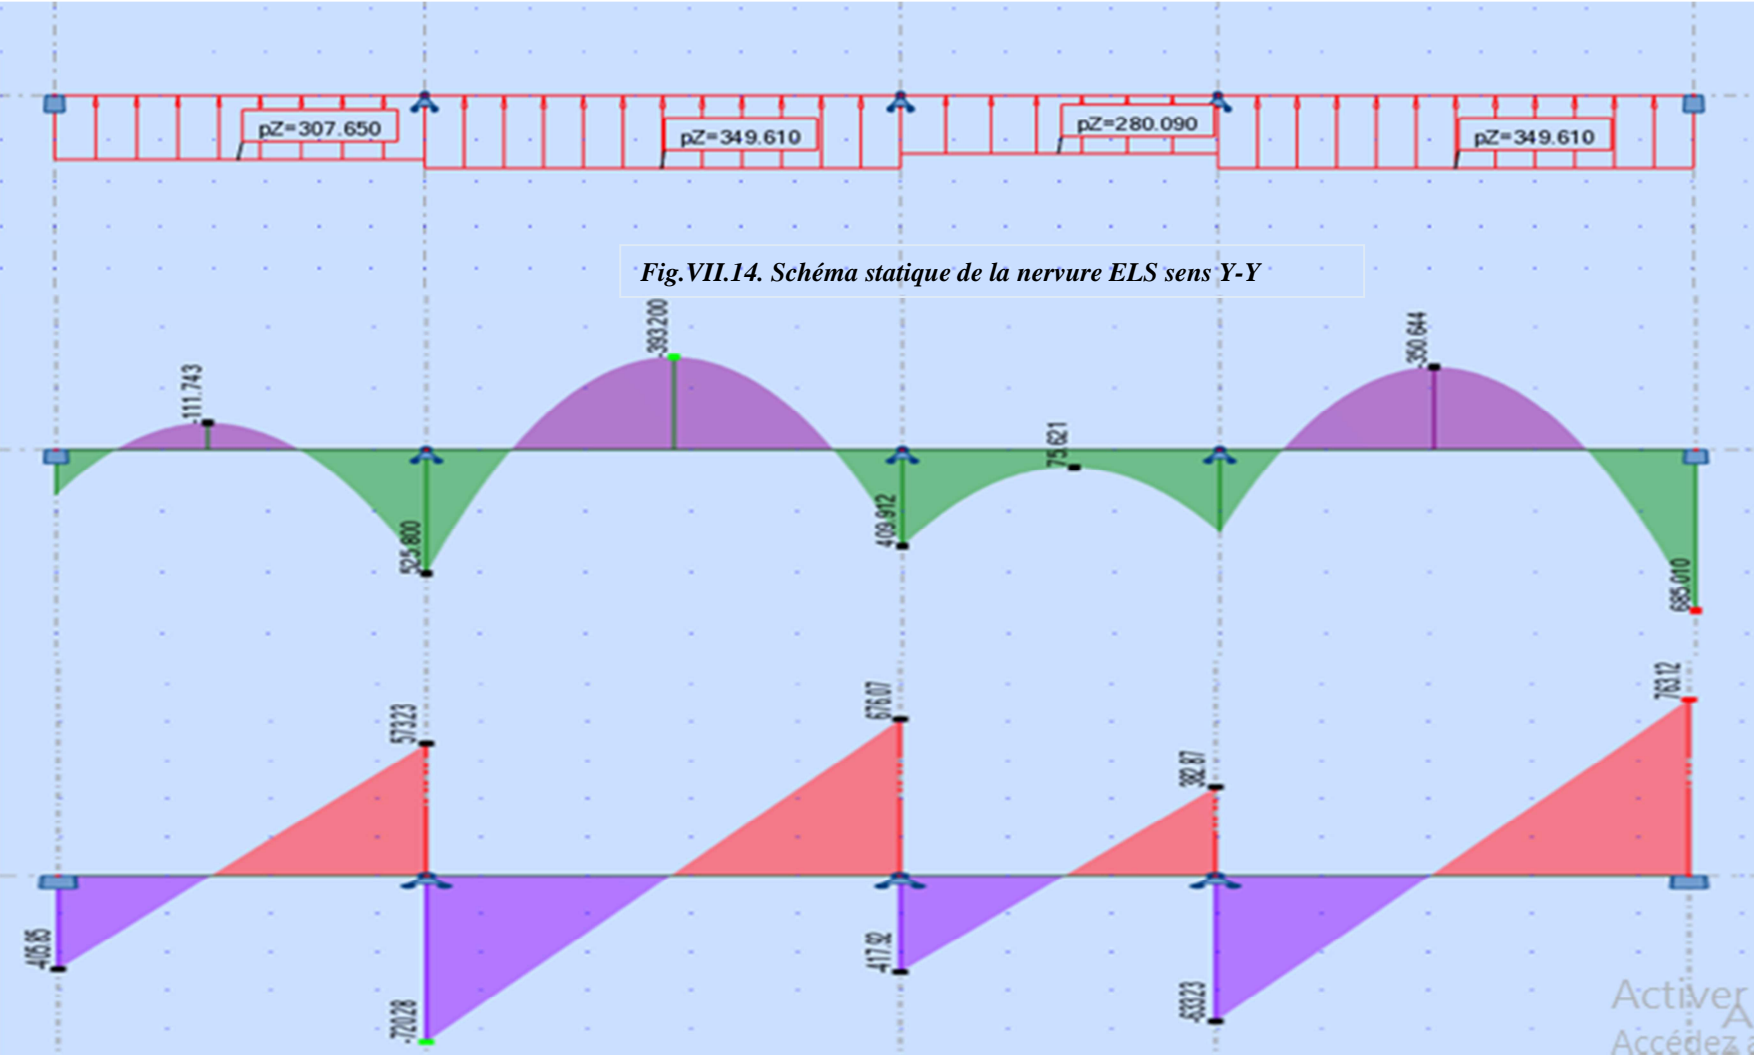 pZ=307.650
pZ=349.610
pZ=280.090
pZ=349.610
Fig.VII.14. Schéma statique de la nervure ELS sens Y-Y
-111.743
-393.200
75.621
-350.644
525.800
409.912
685.010
573.23
676.07
382.87
763.12
-405.85
-720.28
-417.92
-633.23
Activer
A
Accédez a